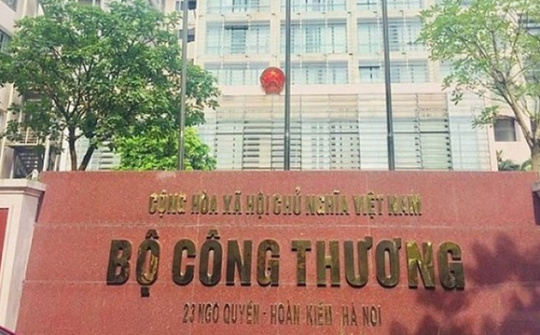 CỘNG HÒA XÃ HỘI CHỦ NGHĨA VIỆT NAM
BỘ CÔNG THƯƠNG
23 NGÔ QUYỀN - HOÀN KIẾM - HÀ NỘI